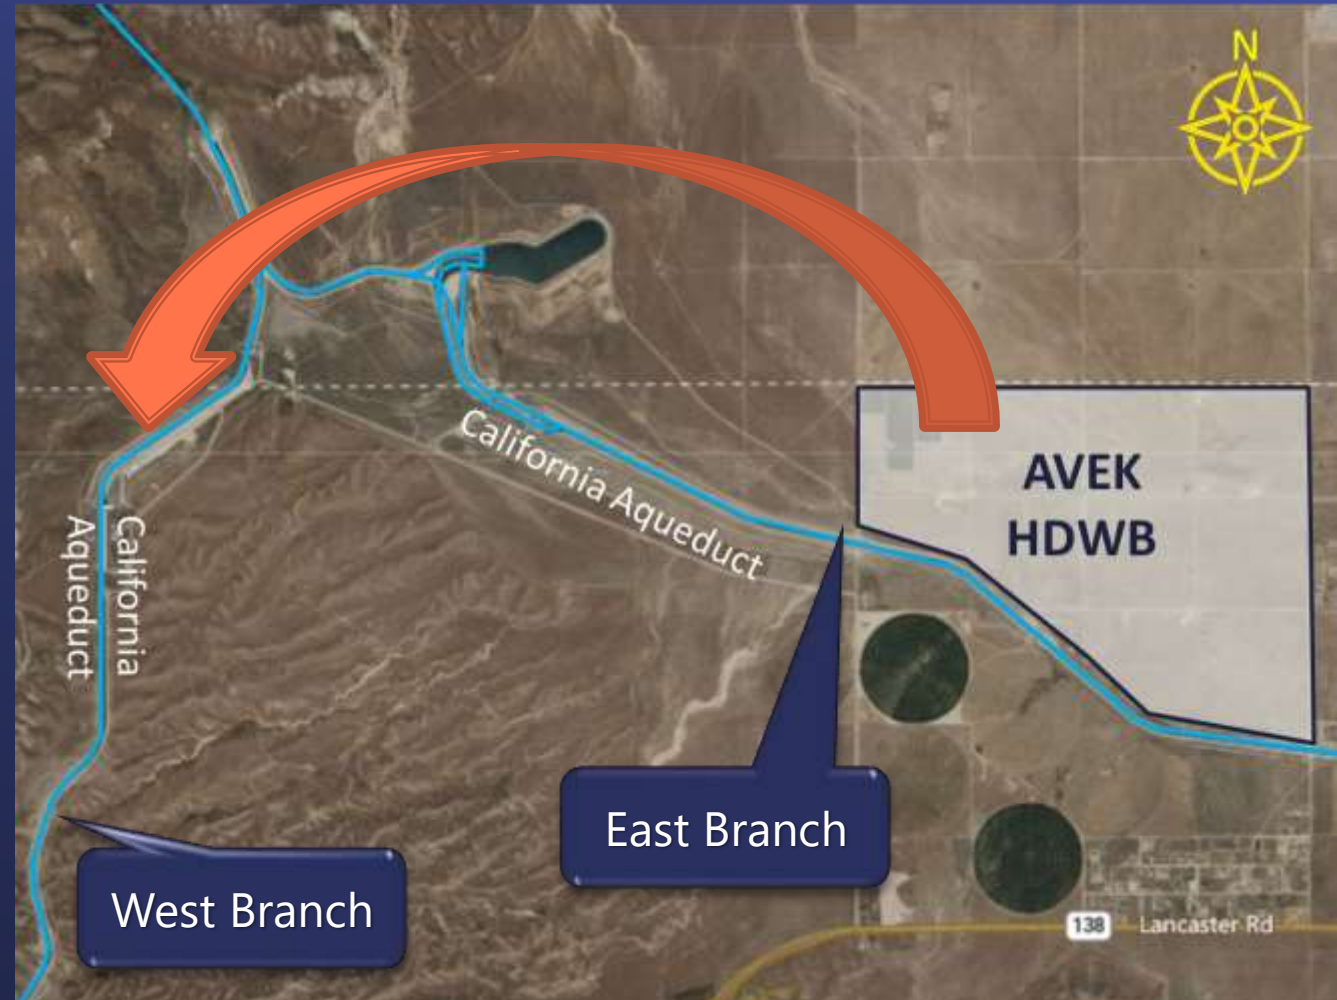 N
California Aqueduct
AVEK
HDWB
California
Aqueduct
East Branch
West Branch
138 Lancaster Rd